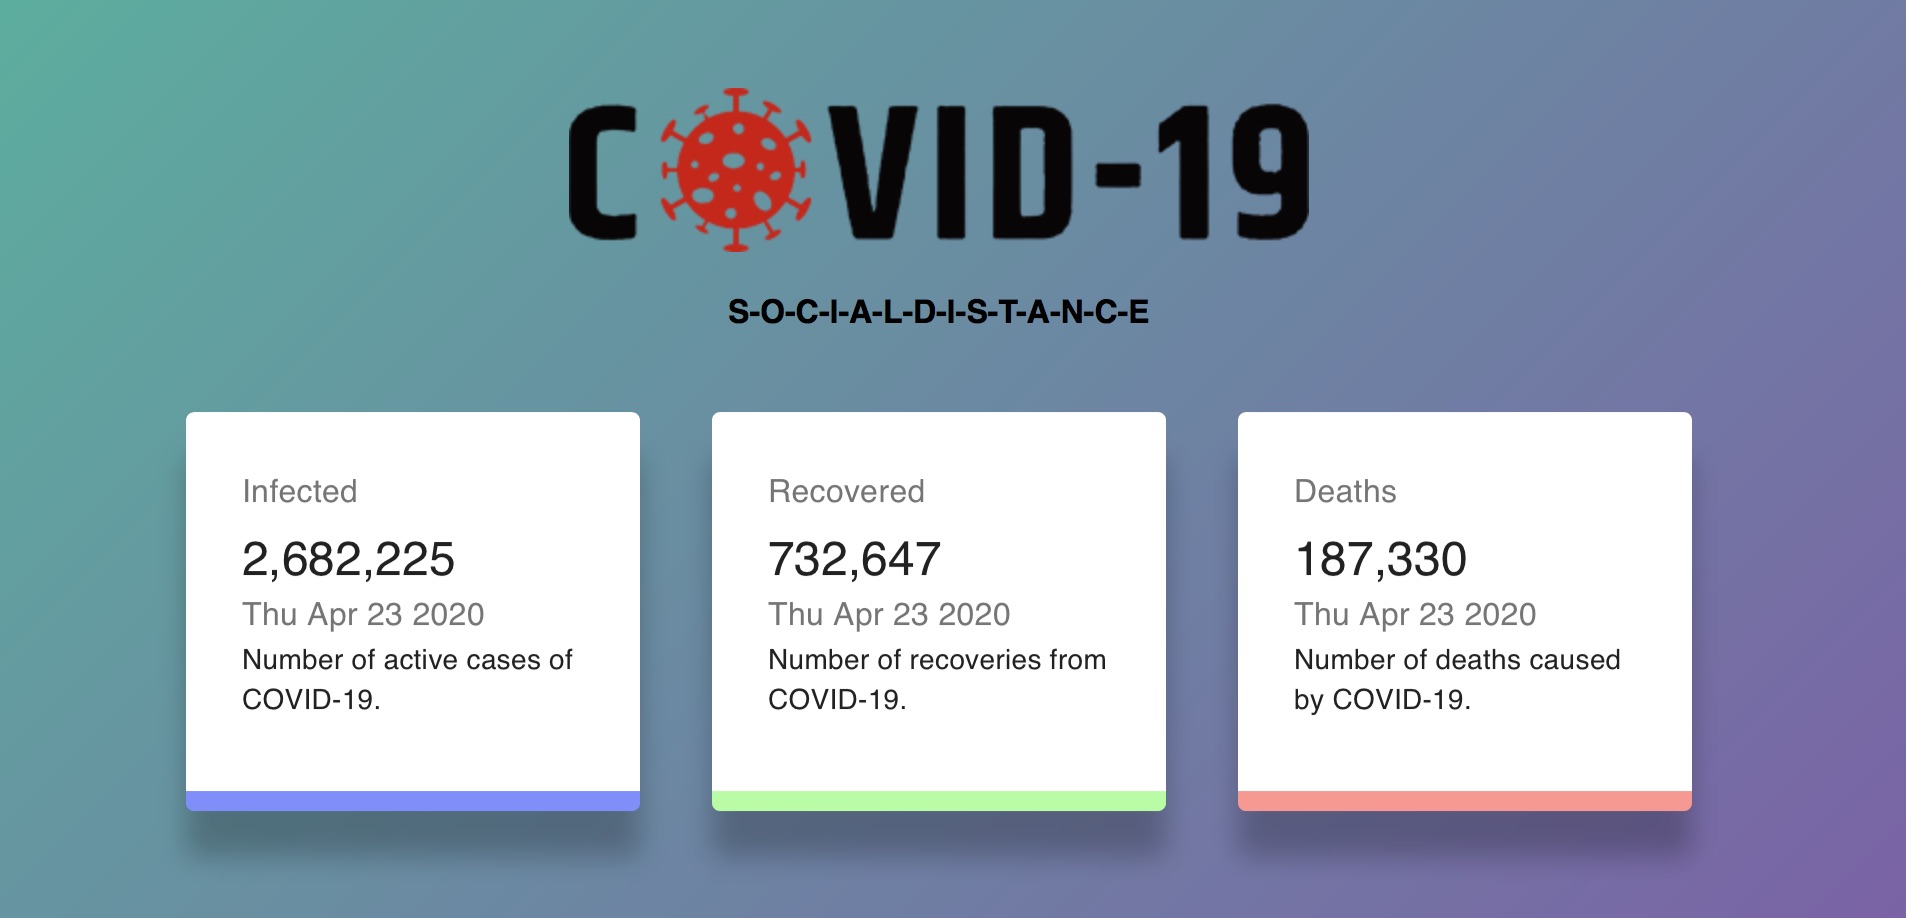 COVID-19
S-O-C-I-A-L-D-I-S-T-A-N-C-E
Infected
2,682,225
Thu Apr 23 2020
Number of active cases of
COVID-19.
Recovered
732,647
Thu Apr 23 2020
Number of recoveries from
COVID-19.
Deaths
187,330
Thu Apr 23 2020
Number of deaths caused
by COVID-19.